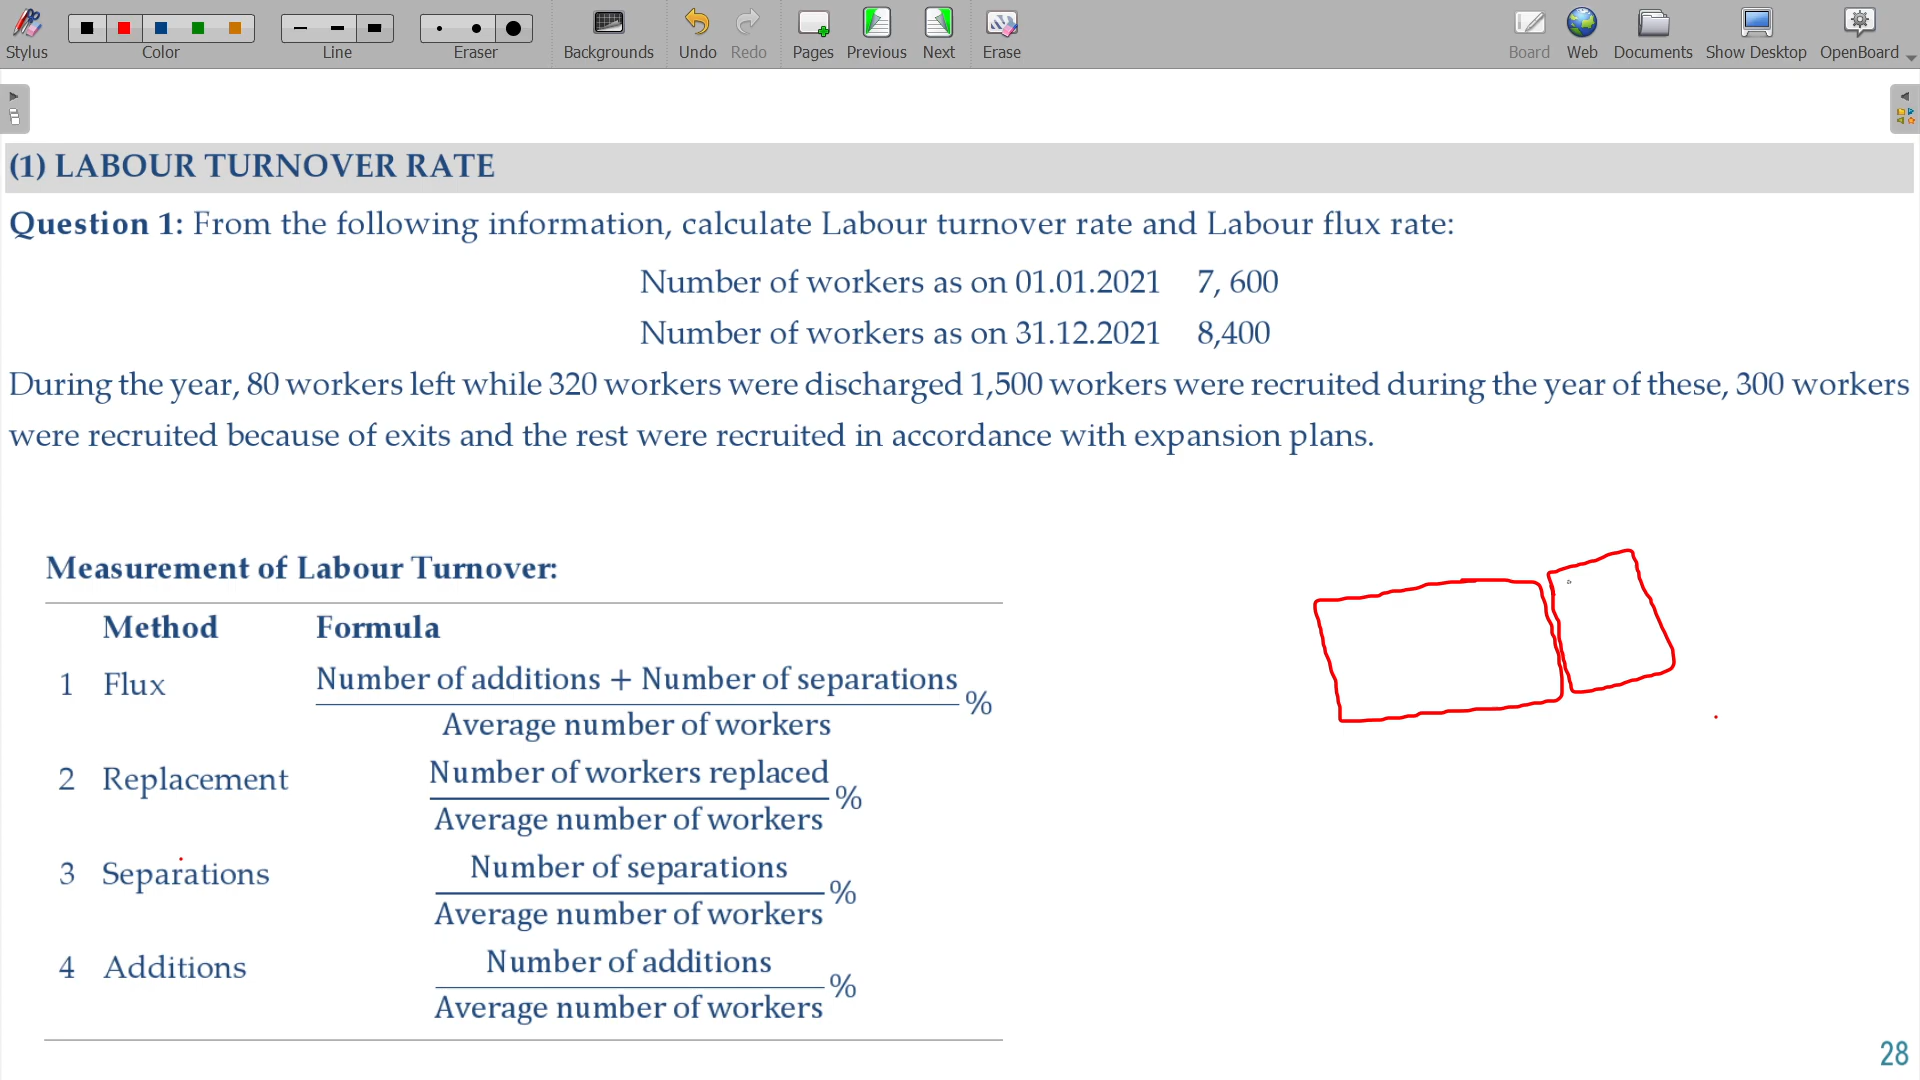 Stylus Color Line Eraser Backgrounds Undo Redo Pages Previous Next Erase Board Web Documents Show Desktop OpenBoard
(1) LABOUR TURNOVER RATE
Question 1: From the following information, calculate Labour turnover rate and Labour flux rate:
Number of workers as on 01.01.2021 7, 600
Number of workers as on 31.12.2021 8,400
During the year, 80 workers left while 320 workers were discharged 1,500 workers were recruited during the year of these, 300 workers
were recruited because of exits and the rest were recruited in accordance with expansion plans.
Measurement of Labour Turnover:
Method Formula
1 Flux Number of additions + Number of separations %
Average number of workers
2 Replacement Number of workers replaced %
Average number of workers
3 Separations Number of separations %
Average number of workers
4 Additions Number of additions %
Average number of workers
28